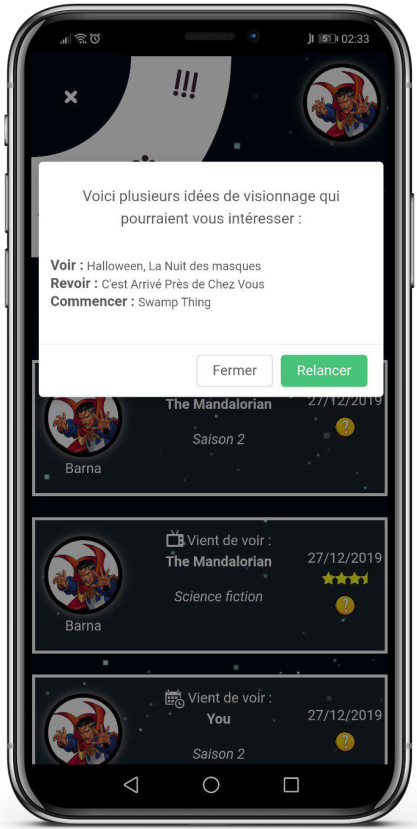 51 02:33
!!!
Voici plusieurs idées de visionnage qui
pourraient vous intéresser :
Voir : Halloween, La Nuit des masques
Revoir : C'est Arrivé Près de Chez Vous
Commencer : Swamp Thing
Fermer
Relancer
The Mandalorian
27/12/2019
Saison 2
?
Barna
Vient de voir :
The Mandalorian
27/12/2019
Science fiction
?
Barna
Vient de voir :
You
27/12/2019
Saison 2
?